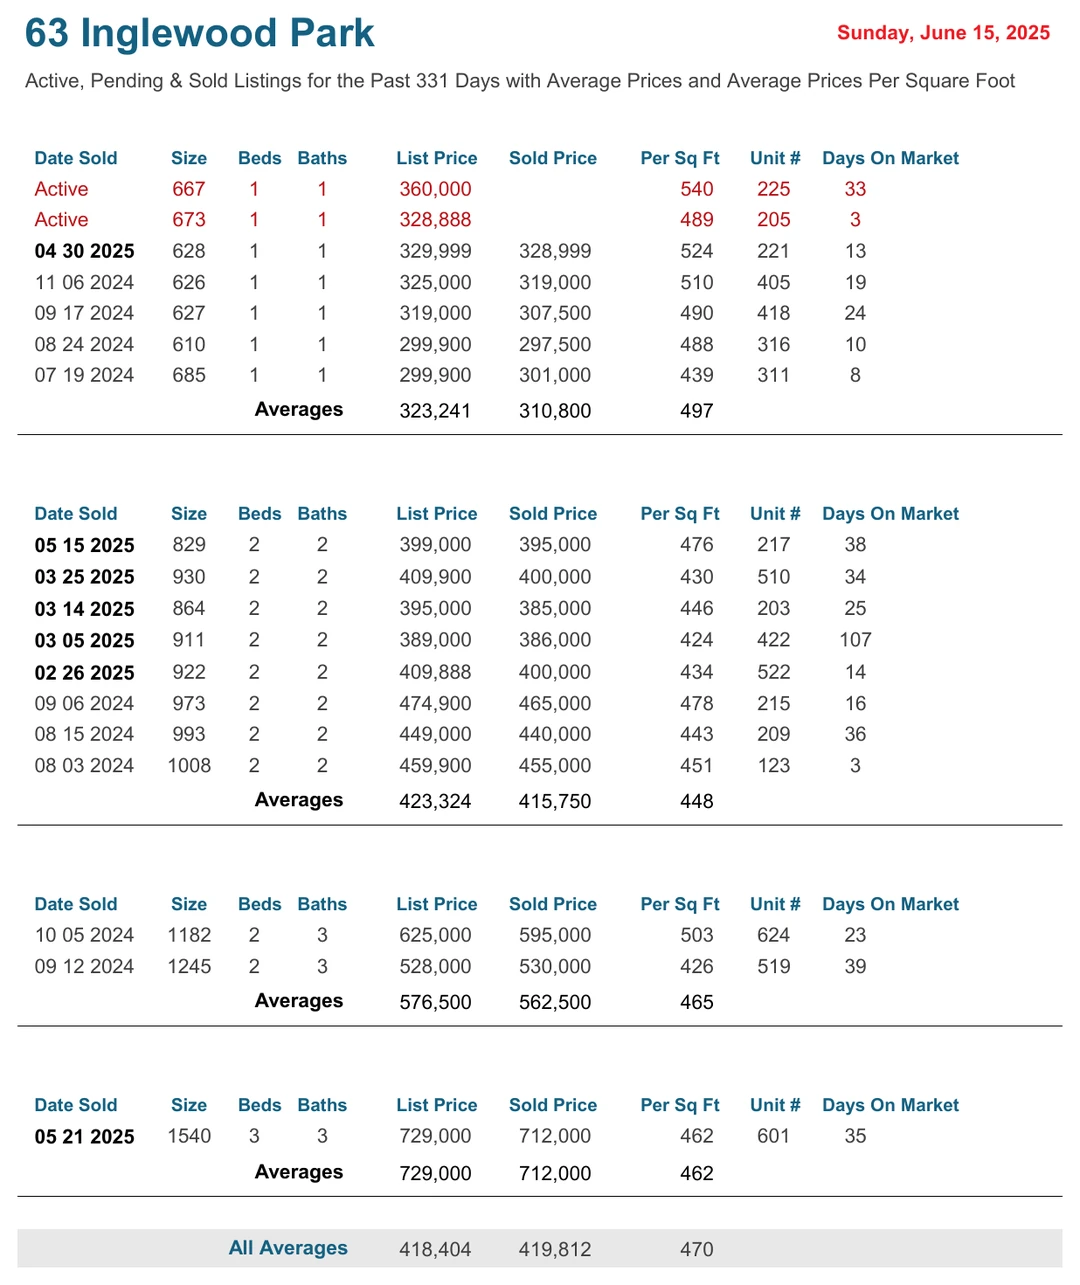 63 Inglewood Park
Sunday, June 15, 2025
Active, Pending & Sold Listings for the Past 331 Days with Average Prices and Average Prices Per Square Foot
Date Sold Size Beds Baths List Price Sold Price Per Sq Ft Unit # Days On Market
Active 667 1 1 360,000 540 225 33
Active 673 1 1 328,888 489 205 3
04 30 2025 628 1 1 329,999 328,999 524 221 13
11 06 2024 626 1 1 325,000 319,000 510 405 19
09 17 2024 627 1 1 319,000 307,500 490 418 24
08 24 2024 610 1 1 299,900 297,500 488 316 10
07 19 2024 685 1 1 299,900 301,000 439 311 8
Averages 323,241 310,800 497
Date Sold Size Beds Baths List Price Sold Price Per Sq Ft Unit # Days On Market
05 15 2025 829 2 2 399,000 395,000 476 217 38
03 25 2025 930 2 2 409,900 400,000 430 510 34
03 14 2025 864 2 2 395,000 385,000 446 203 25
03 05 2025 911 2 2 389,000 386,000 424 422 107
02 26 2025 922 2 2 409,888 400,000 434 522 14
09 06 2024 973 2 2 474,900 465,000 478 215 16
08 15 2024 993 2 2 449,000 440,000 443 209 36
08 03 2024 1008 2 2 459,900 455,000 451 123 3
Averages 423,324 415,750 448
Date Sold Size Beds Baths List Price Sold Price Per Sq Ft Unit # Days On Market
10 05 2024 1182 2 3 625,000 595,000 503 624 23
09 12 2024 1245 2 3 528,000 530,000 426 519 39
Averages 576,500 562,500 465
Date Sold Size Beds Baths List Price Sold Price Per Sq Ft Unit # Days On Market
05 21 2025 1540 3 3 729,000 712,000 462 601 35
Averages 729,000 712,000 462
All Averages 418,404 419,812 470